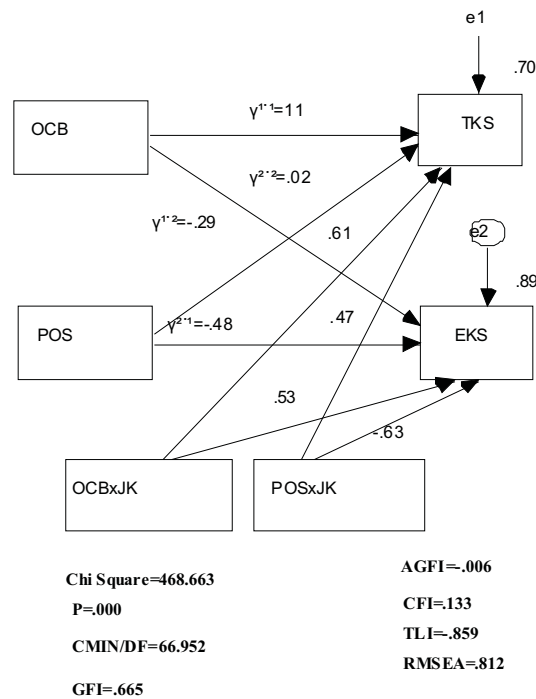 e1
.70
OCB
TKS
γ¹·¹=11
γ²·²=.02
γ¹·²=-.29
.61
e2
.89
POS
γ²·¹=-.48
.47
EKS
.53
-.63
OCBxJK
POSxJK
Chi Square=468.663
P=.000
CMIN/DF=66.952
GFI=.665
AGFI=-.006
CFI=.133
TLI=-.859
RMSEA=.812